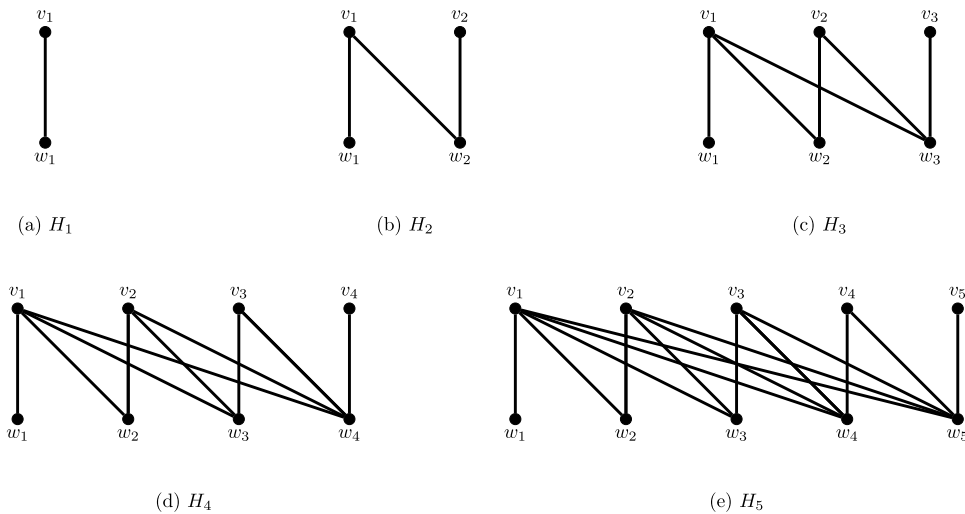 v₁ v₁ v₂ v₁ v₂ v₃
w₁ w₁ w₂ w₁ w₂ w₃
(a) H₁ (b) H₂ (c) H₃
v₁ v₂ v₃ v₄ v₁ v₂ v₃ v₄ v₅
w₁ w₂ w₃ w₄ w₁ w₂ w₃ w₄ w₅
(d) H₄ (e) H₅